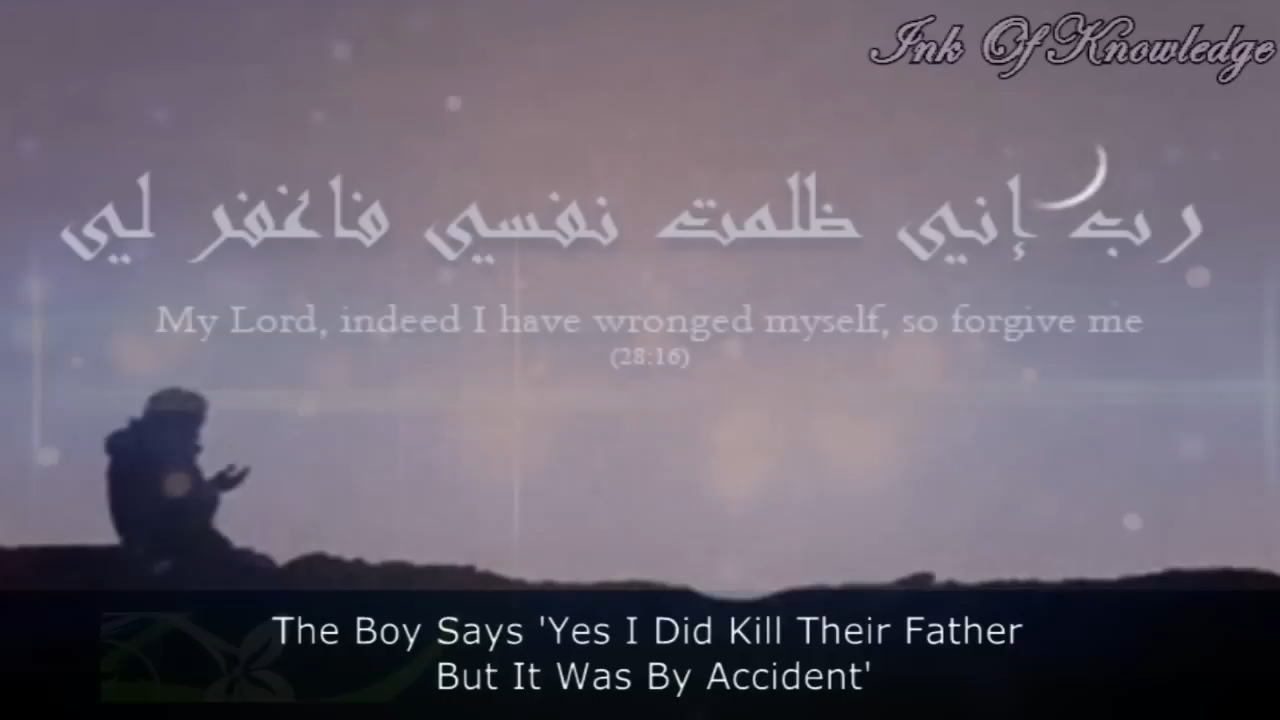 Ink Of Knowledge
رب إني ظلمت نفسي فاغفر لي
My Lord, indeed I have wronged myself, so forgive me
(28:16)
The Boy Says 'Yes I Did Kill Their Father
But It Was By Accident'